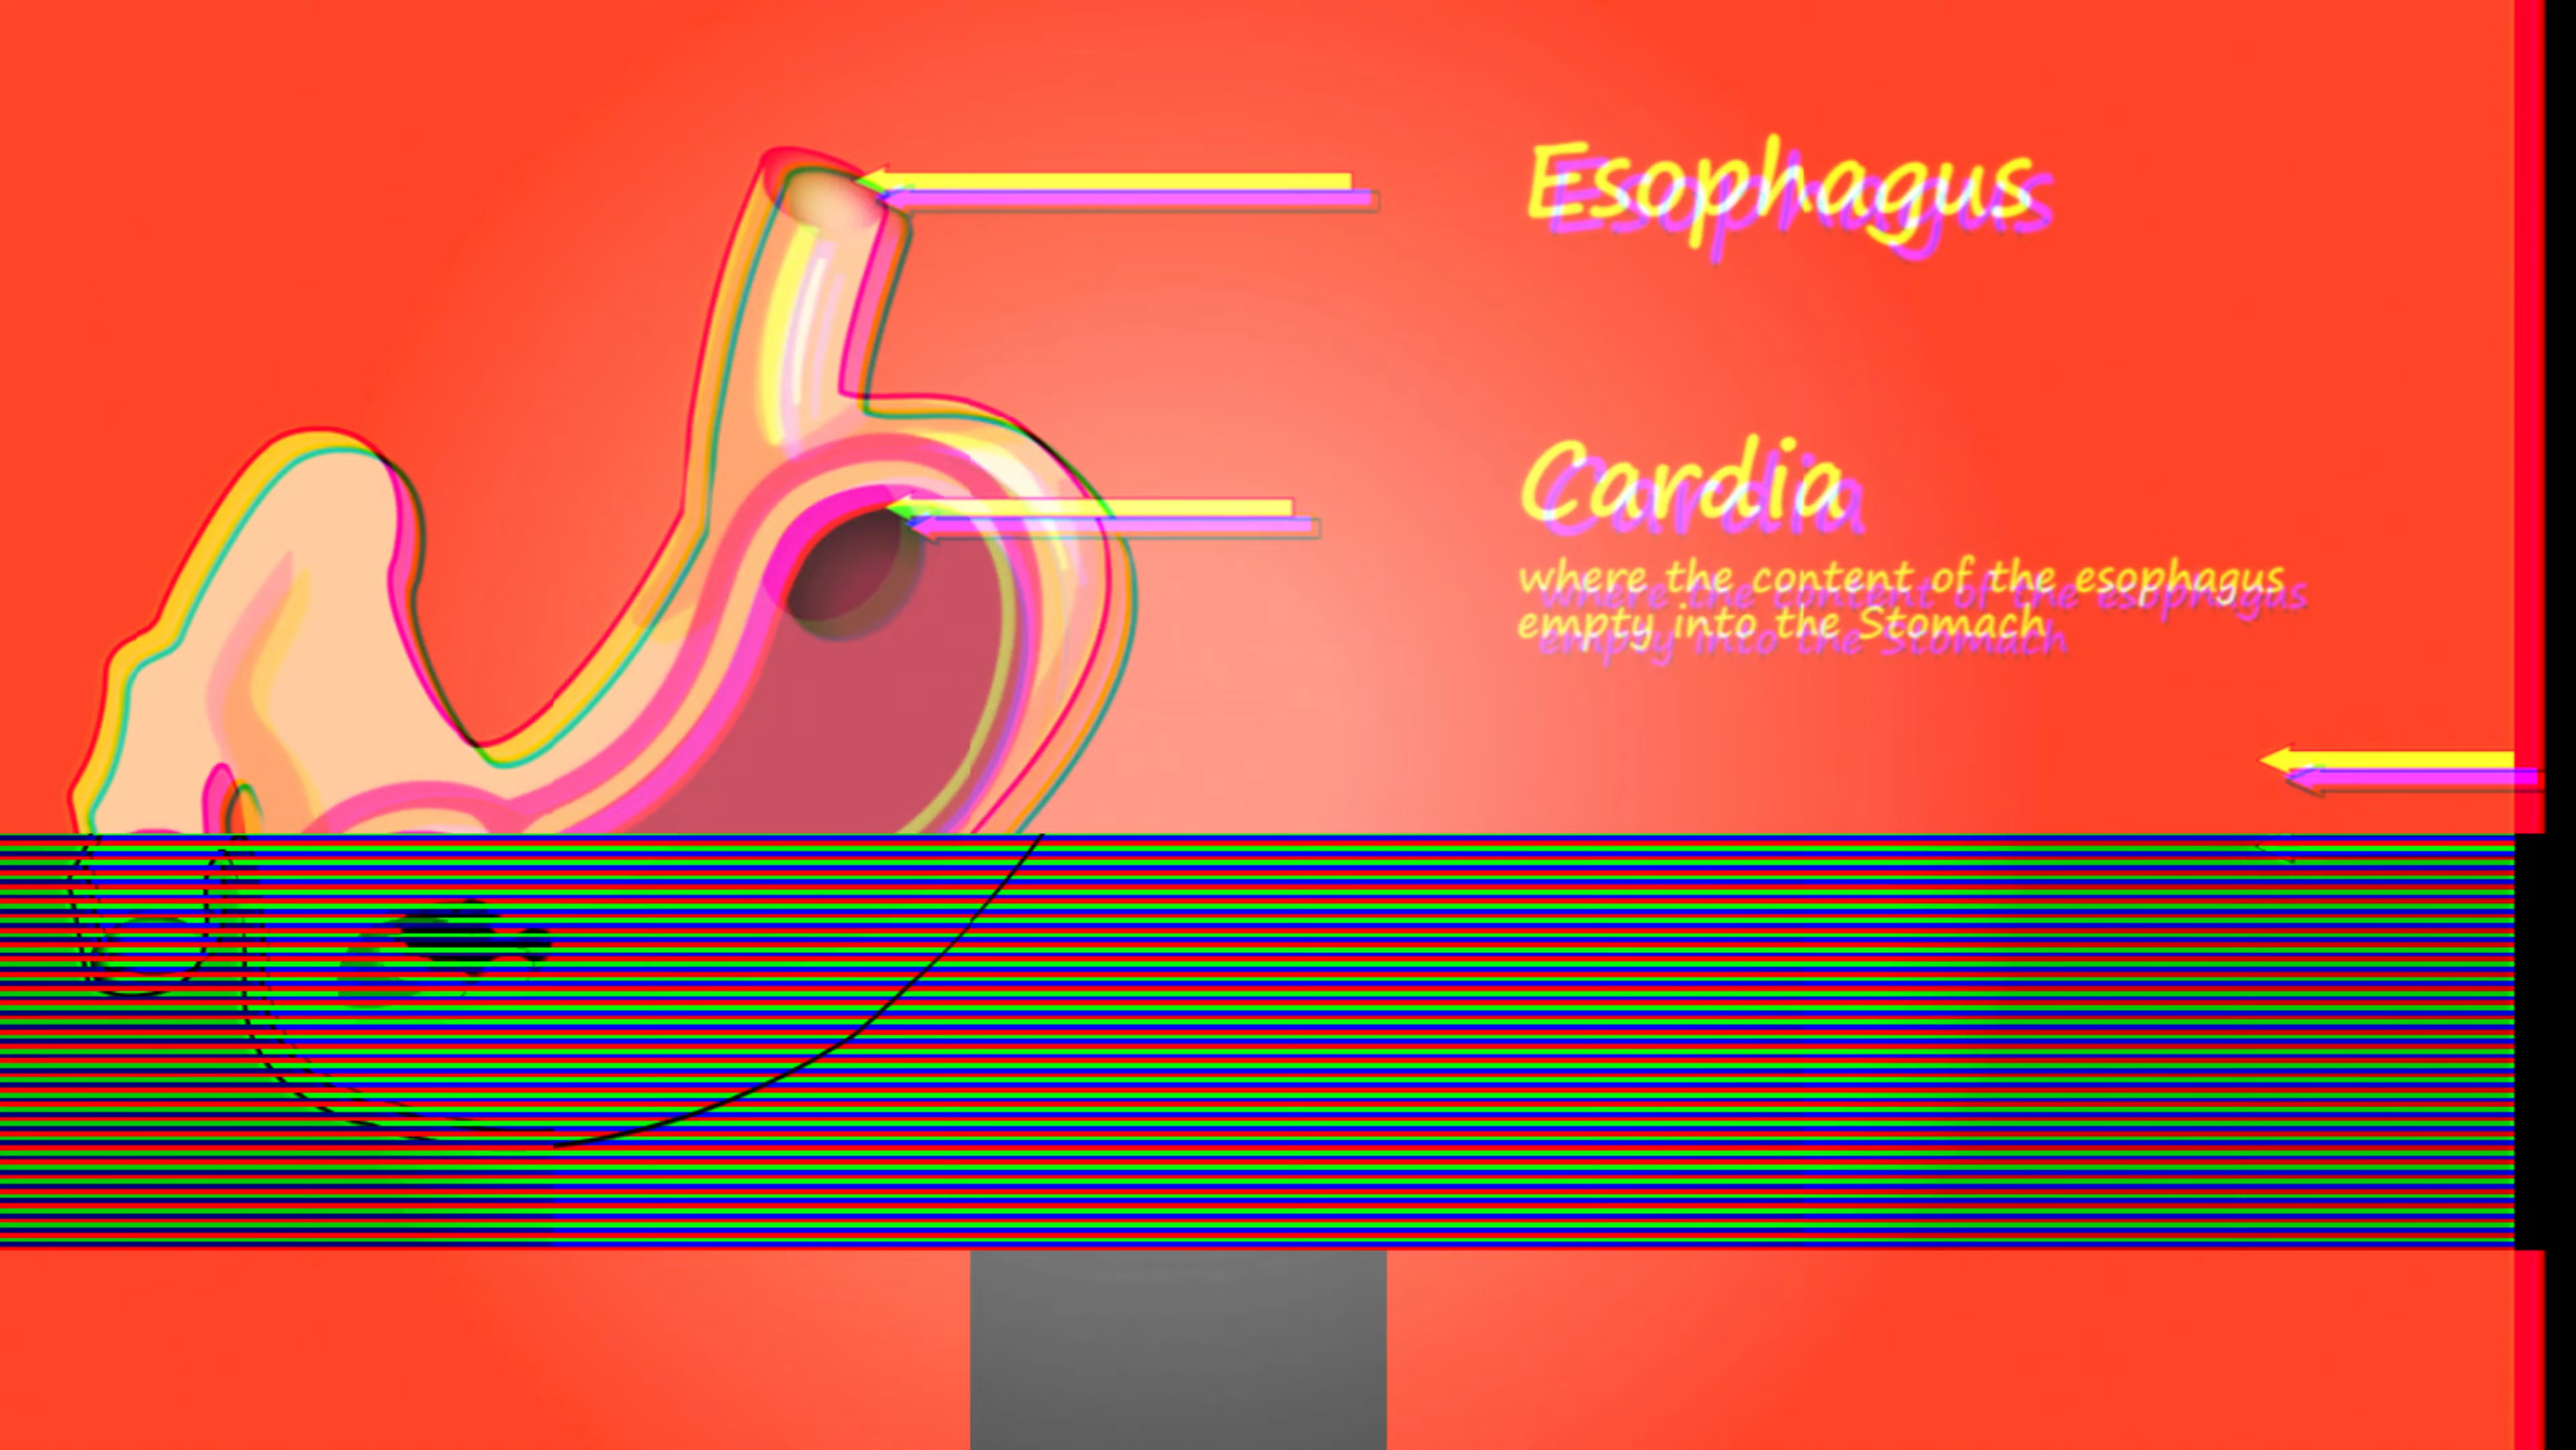 Esophagus
Cardia
where the content of the esophagus
empty into the Stomach